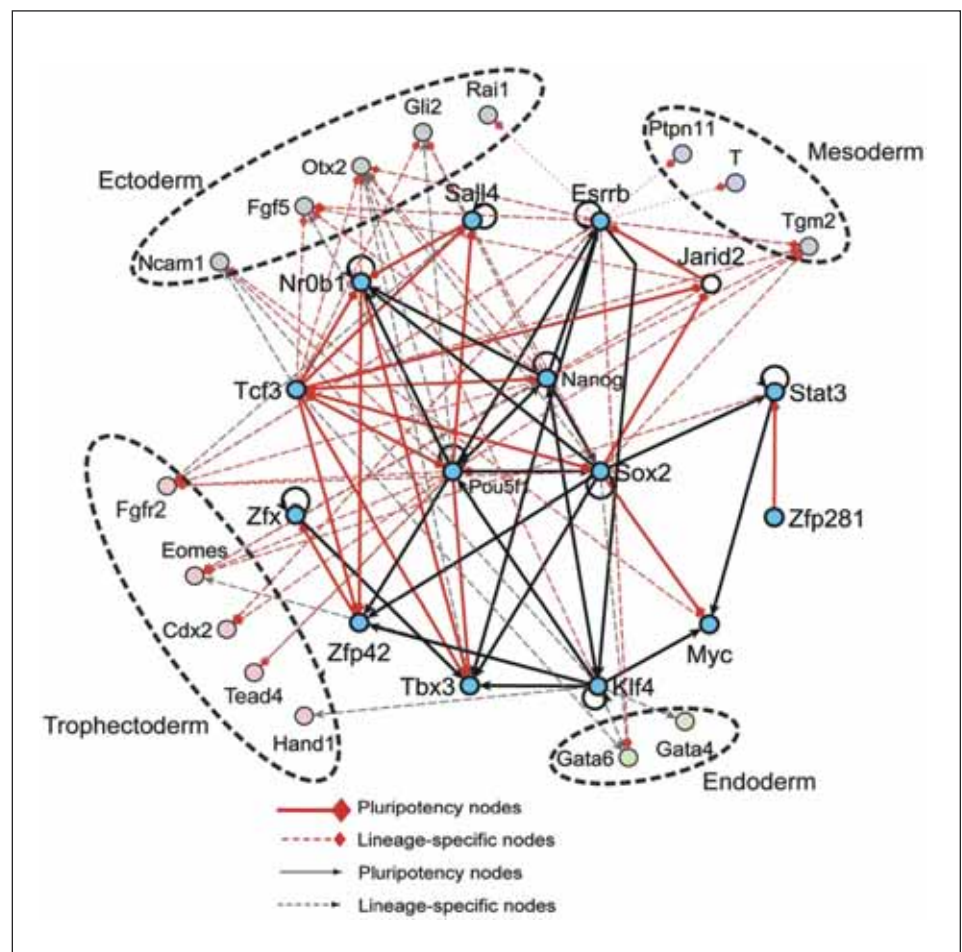 Rai1
Gli2
Ptpn11
Otx2
T
Mesoderm
Ectoderm
Sall4
Esrrb
Fgf5
Tgm2
Ncam1
Nr0b1
Jarid2
Tcf3
Nanog
Stat3
Pou5f1
Sox2
Fgfr2
Zfx
Zfp281
Eomes
Cdx2
Zfp42
Myc
Tead4
Tbx3
Klf4
Trophectoderm
Hand1
Gata6
Gata4
Endoderm
Pluripotency nodes
Lineage-specific nodes
Pluripotency nodes
Lineage-specific nodes